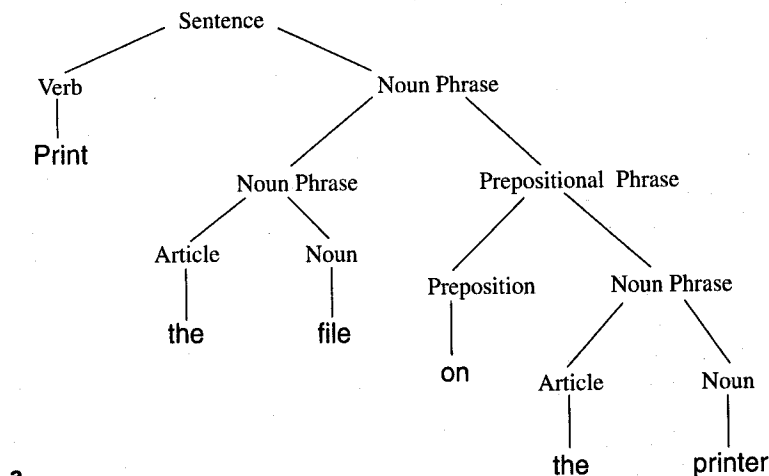 Sentence
Verb
Noun Phrase
Print
Noun Phrase
Prepositional Phrase
Article
Noun
Preposition
Noun Phrase
the
file
on
Article
Noun
the
printer